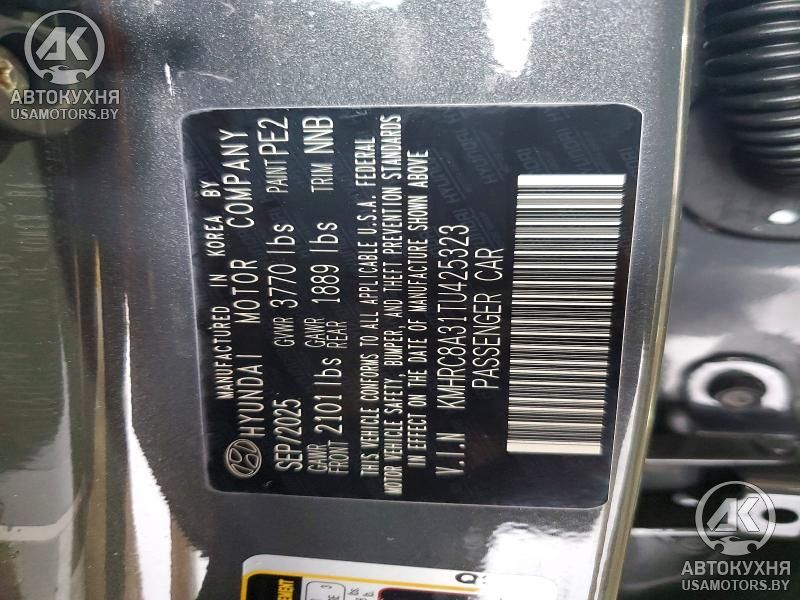 MANUFACTURED IN KOREA BY
HYUNDAI MOTOR COMPANY
SEP/2025 GVWR 3770 lbs PAINT PE2
GAWR FRONT 2101 lbs GAWR REAR 1889 lbs TRIM NNB
THIS VEHICLE CONFORMS TO ALL APPLICABLE U.S.A. FEDERAL
MOTOR VEHICLE SAFETY, BUMPER, AND THEFT PREVENTION STANDARDS
IN EFFECT ON THE DATE OF MANUFACTURE SHOWN ABOVE
V.I.N KMHRC8A31TU425323
PASSENGER CAR
АК
АВТОКУХНЯ
USAMOTORS.BY
АК
АВТОКУХНЯ
USAMOTORS.BY